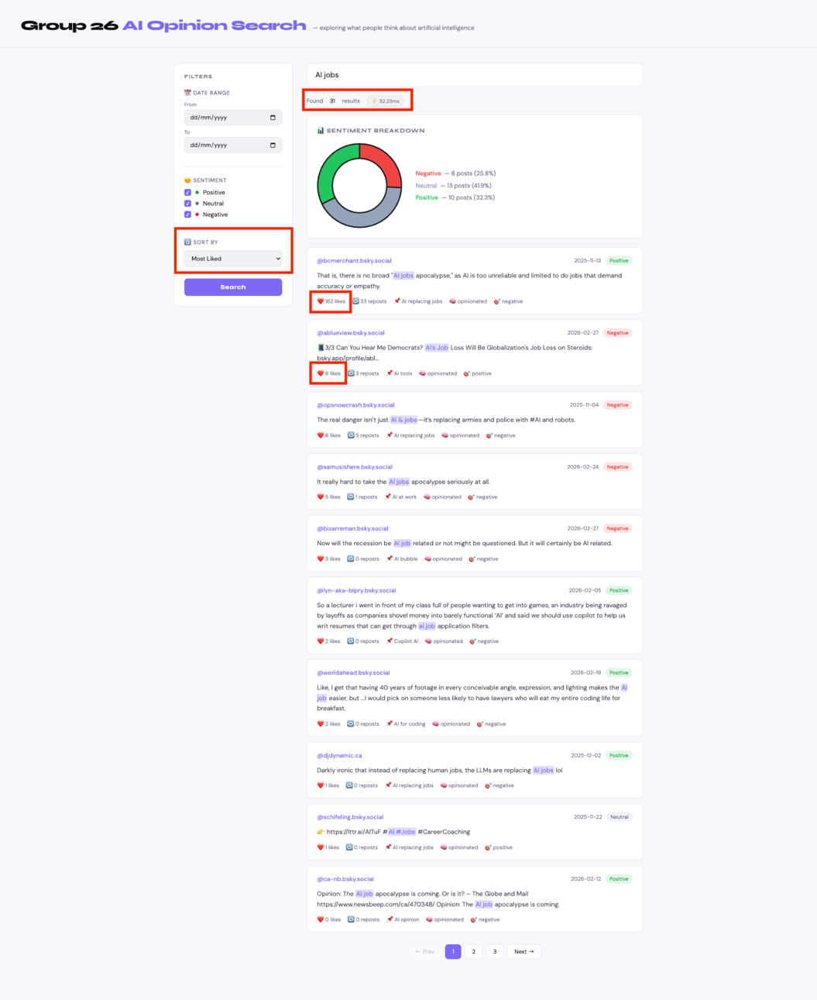 Group 26 AI Opinion Search — exploring what people think about artificial intelligence
FILTERS
DATE RANGE
From
dd/mm/yyyy
To
dd/mm/yyyy
SENTIMENT
Positive
Neutral
Negative
SORT BY
Most Liked
Search
AI jobs
Found 31 results ⚡ 32.23ms
SENTIMENT BREAKDOWN
Negative — 8 posts (25.8%)
Neutral — 13 posts (41.9%)
Positive — 10 posts (32.3%)
@bcmerchant.bsky.social 2025-11-13 Positive
That is, there is no broad "AI jobs apocalypse," as AI is too unreliable and limited to do jobs that demand
accuracy or empathy.
❤️ 162 likes 33 reposts 📌 AI replacing jobs 🧠 opinionated 🎯 negative
@ablueview.bsky.social 2026-02-27 Negative
🧵3/3 Can You Hear Me Democrats? AI's Job Loss Will Be Globalization's Job Loss on Steroids:
bsky.app/profile/abl...
❤️ 6 likes 3 reposts 📌 AI tools 🧠 opinionated 🎯 positive
@opsnowcrash.bsky.social 2025-11-04 Negative
The real danger isn't just AI & jobs—it's replacing armies and police with #AI and robots.
❤️ 6 likes 5 reposts 📌 AI replacing jobs 🧠 opinionated 🎯 negative
@samusishere.bsky.social 2026-02-24 Negative
It really hard to take the AI jobs apocalypse seriously at all.
❤️ 5 likes 1 reposts 📌 AI at work 🧠 opinionated 🎯 negative
@bizarreman.bsky.social 2026-02-27 Negative
Now will the recession be AI job related or not might be questioned. But it will certainly be AI related.
❤️ 3 likes 0 reposts 📌 AI bubble 🧠 opinionated 🎯 negative
@lyn-aka-blpry.bsky.social 2026-02-05 Positive
So a lecturer i went in front of my class full of people wanting to get into games, an industry being ravaged
by layoffs as companies shovel money into barely functional 'AI' and said we should use copilot to help us
writ resumes that can get through ai job application filters.
❤️ 2 likes 0 reposts 📌 Copilot AI 🧠 opinionated 🎯 negative
@worldahead.bsky.social 2026-02-19 Positive
Like, I get that having 40 years of footage in every conceivable angle, expression, and lighting makes the AI
job easier, but ...I would pick on someone less likely to have lawyers who will eat my entire coding life for
breakfast.
❤️ 2 likes 0 reposts 📌 AI for coding 🧠 opinionated 🎯 negative
@djdynamic.ca 2025-12-02 Positive
Darkly ironic that instead of replacing human jobs, the LLMs are replacing AI jobs lol
❤️ 1 likes 0 reposts 📌 AI replacing jobs 🧠 opinionated 🎯 negative
@schifeling.bsky.social 2025-11-22 Neutral
👉 https://lttr.ai/AlTuF #AI #Jobs #CareerCoaching
❤️ 1 likes 0 reposts 📌 AI replacing jobs 🧠 opinionated 🎯 positive
@ca-nb.bsky.social 2026-02-12 Positive
Opinion: The AI job apocalypse is coming. Or is it? – The Globe and Mail
https://www.newsbeep.com/ca/470348/ Opinion: The AI job apocalypse is coming.
❤️ 0 likes 0 reposts 📌 AI opinion 🧠 opinionated 🎯 negative
← Prev 1 2 3 Next →